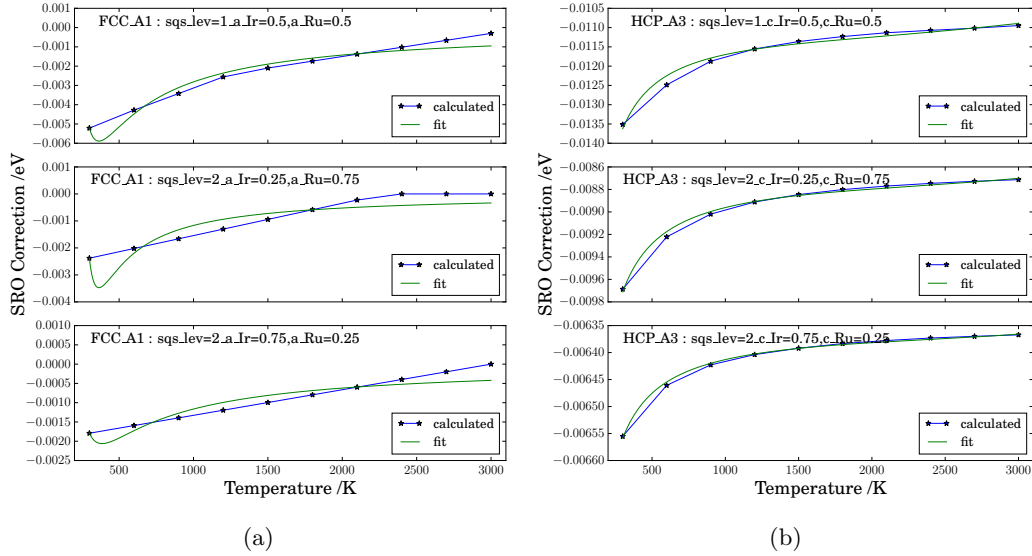 FCC_A1 : sqs_lev=1_a_Ir=0.5,a_Ru=0.5
0.001
0.000
−0.001
−0.002
−0.003
−0.004
−0.005
−0.006
calculated
fit
FCC_A1 : sqs_lev=2_a_Ir=0.25,a_Ru=0.75
0.001
0.000
−0.001
−0.002
−0.003
−0.004
calculated
fit
SRO Correction /eV
FCC_A1 : sqs_lev=2_a_Ir=0.75,a_Ru=0.25
0.0010
0.0005
0.0000
−0.0005
−0.0010
−0.0015
−0.0020
−0.0025
calculated
fit
500 1000 1500 2000 2500 3000
Temperature /K
(a)
HCP_A3 : sqs_lev=1_c_Ir=0.5,c_Ru=0.5
−0.0105
−0.0110
−0.0115
−0.0120
−0.0125
−0.0130
−0.0135
−0.0140
calculated
fit
HCP_A3 : sqs_lev=2_c_Ir=0.25,c_Ru=0.75
−0.0086
−0.0088
−0.0090
−0.0092
−0.0094
−0.0096
−0.0098
calculated
fit
SRO Correction /eV
HCP_A3 : sqs_lev=2_c_Ir=0.75,c_Ru=0.25
−0.00635
−0.00640
−0.00645
−0.00650
−0.00655
−0.00660
calculated
fit
500 1000 1500 2000 2500 3000
Temperature /K
(b)